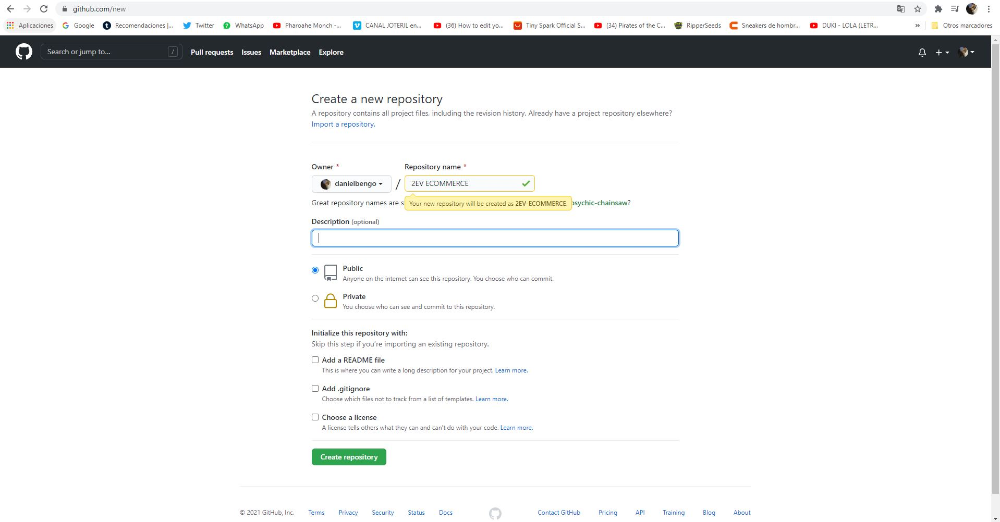 github.com/new
Aplicaciones Google Recomendaciones |... Twitter WhatsApp Pharoahe Monch -... CANAL JOTERIL en... (36) How to edit yo... Tiny Spark Official S... (34) Pirates of the C... RipperSeeds Sneakers de hombr... DUKI - LOLA (LETR... » Otros marcadores
Search or jump to... / Pull requests Issues Marketplace Explore
Create a new repository
A repository contains all project files, including the revision history. Already have a project repository elsewhere?
Import a repository.
Owner * Repository name *
danielbengo / 2EV ECOMMERCE
Great repository names are s Your new repository will be created as 2EV-ECOMMERCE. psychic-chainsaw?
Description (optional)
Public
Anyone on the internet can see this repository. You choose who can commit.
Private
You choose who can see and commit to this repository.
Initialize this repository with:
Skip this step if you're importing an existing repository.
Add a README file
This is where you can write a long description for your project. Learn more.
Add .gitignore
Choose which files not to track from a list of templates. Learn more.
Choose a license
A license tells others what they can and can't do with your code. Learn more.
Create repository
© 2021 GitHub, Inc. Terms Privacy Security Status Docs Contact GitHub Pricing API Training Blog About